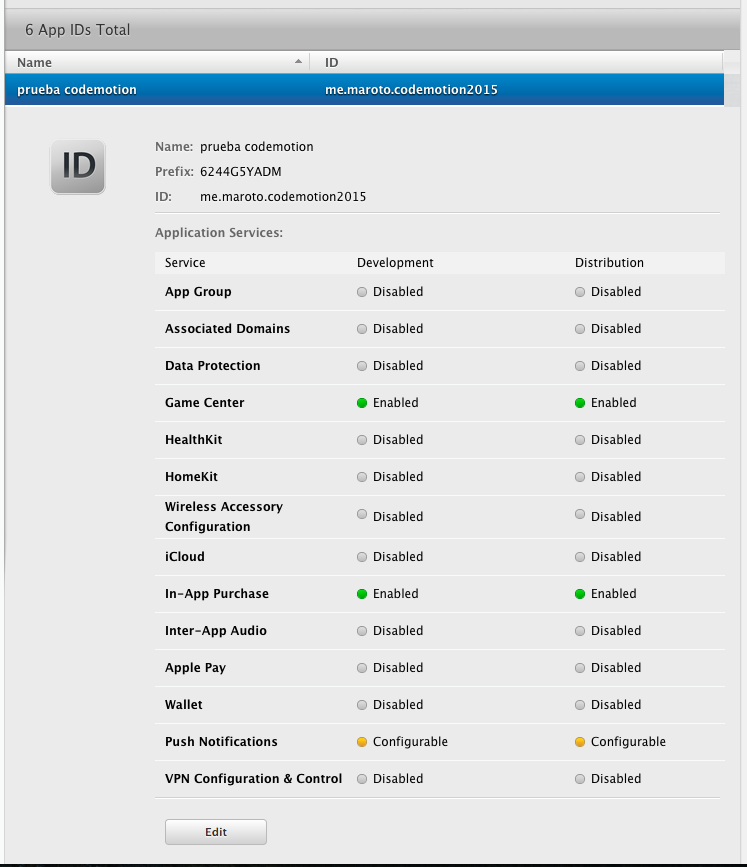 6 App IDs Total
Name ID
prueba codemotion me.maroto.codemotion2015
ID
Name: prueba codemotion
Prefix: 6244G5YADM
ID: me.maroto.codemotion2015
Application Services:
Service Development Distribution
App Group Disabled Disabled
Associated Domains Disabled Disabled
Data Protection Disabled Disabled
Game Center Enabled Enabled
HealthKit Disabled Disabled
HomeKit Disabled Disabled
Wireless Accessory
Configuration Disabled Disabled
iCloud Disabled Disabled
In-App Purchase Enabled Enabled
Inter-App Audio Disabled Disabled
Apple Pay Disabled Disabled
Wallet Disabled Disabled
Push Notifications Configurable Configurable
VPN Configuration & Control Disabled Disabled
Edit